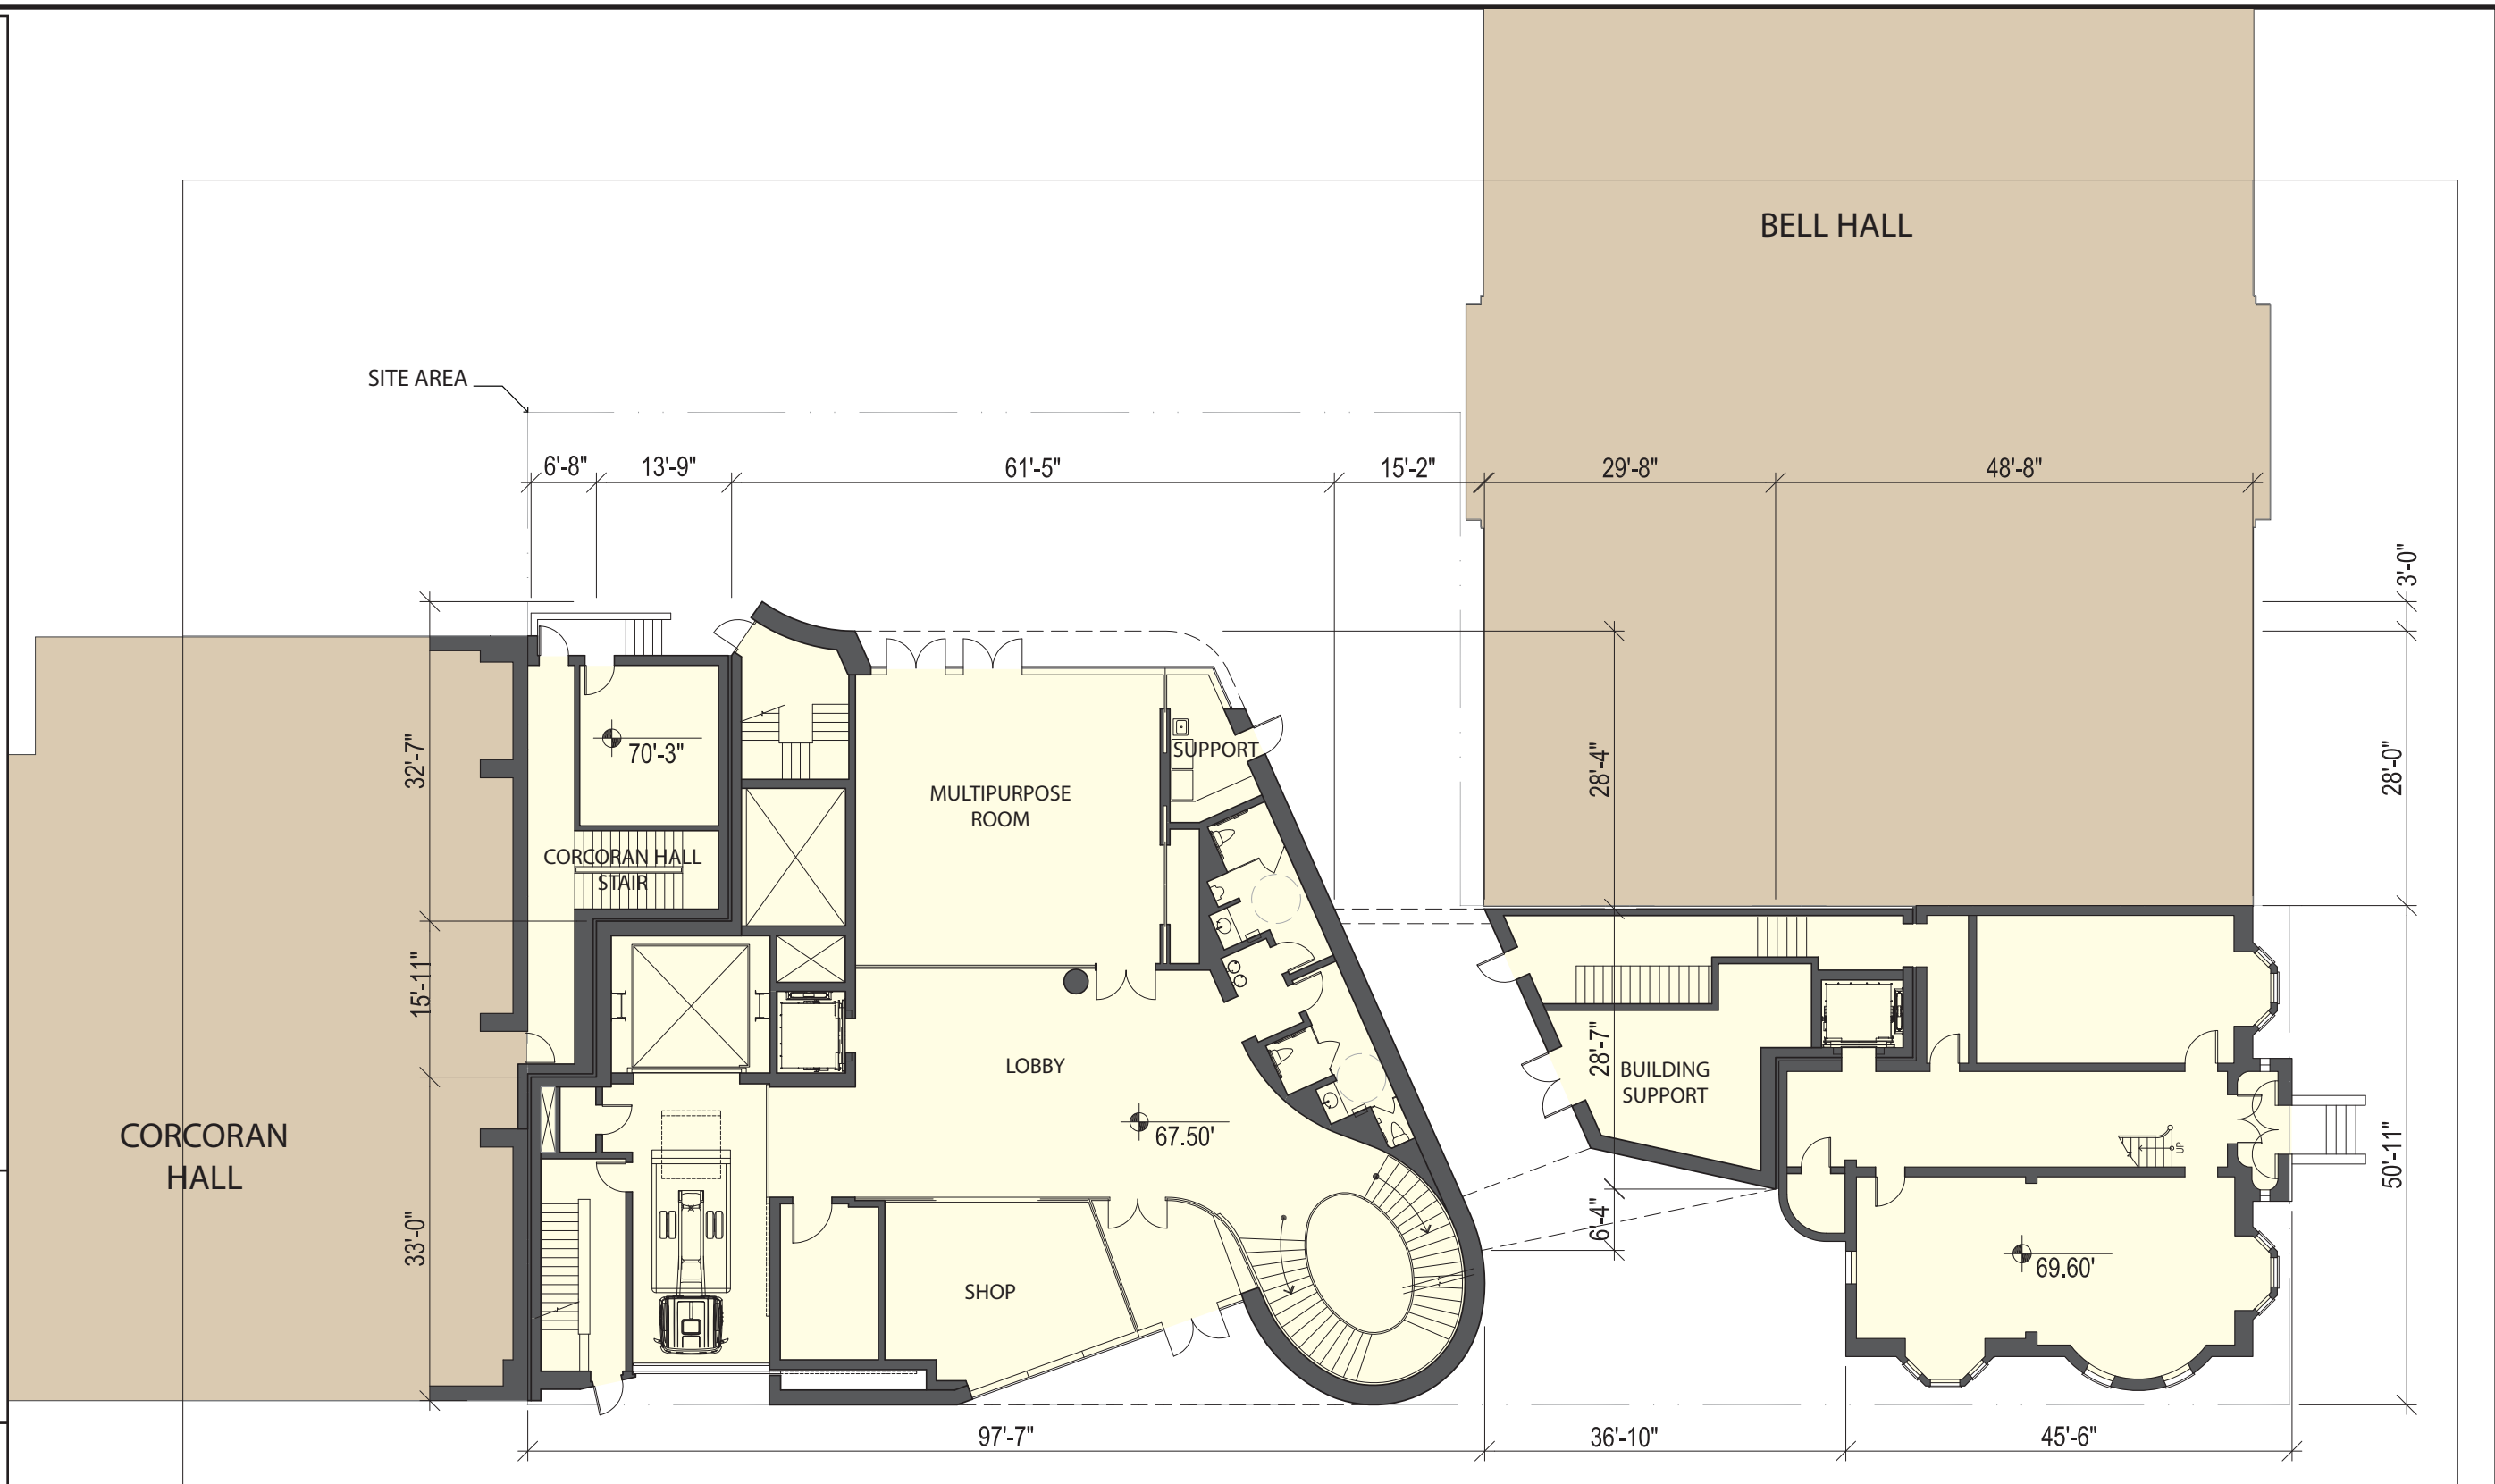 BELL HALL
SITE AREA
6'-8"
13'-9"
61'-5"
15'-2"
29'-8"
48'-8"
3'-0"
32'-7"
70'-3"
SUPPORT
28'-4"
28'-0"
MULTIPURPOSE
ROOM
CORCORAN HALL
STAIR
15'-11"
LOBBY
28'-7"
BUILDING
SUPPORT
CORCORAN
HALL
67.50'
UP
50'-11"
33'-0"
6'-4"
SHOP
69.60'
97'-7"
36'-10"
45'-6"